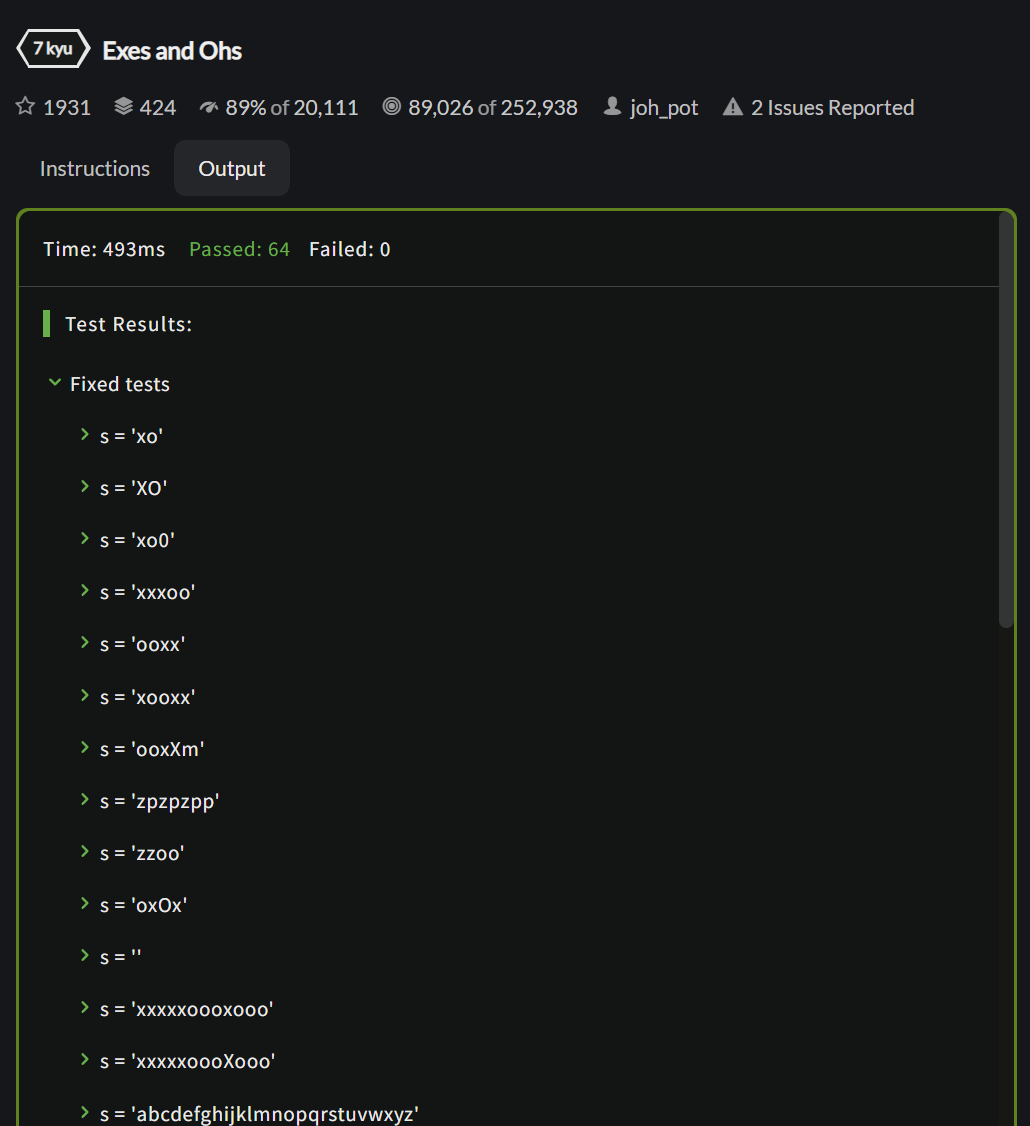 7 kyu Exes and Ohs
1931 424 89% of 20,111 89,026 of 252,938 joh_pot 2 Issues Reported
Instructions Output
Time: 493ms Passed: 64 Failed: 0
Test Results:
Fixed tests
s = 'xo'
s = 'XO'
s = 'xo0'
s = 'xxxoo'
s = 'ooxx'
s = 'xooxx'
s = 'ooxXm'
s = 'zpzpzpp'
s = 'zzoo'
s = 'oxOx'
s = ''
s = 'xxxxxoooxooo'
s = 'xxxxxoooXooo'
s = 'abcdefghijklmnopqrstuvwxyz'